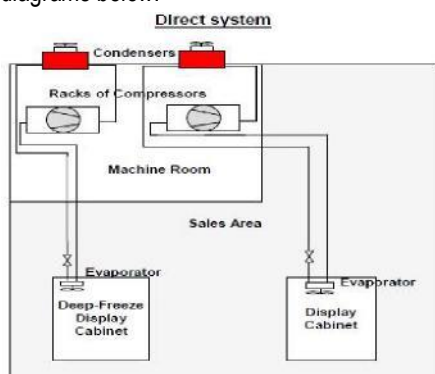 diagrams below.
Direct system
Condensers
Racks of Compressors
Machine Room
Sales Area
Evaporator
Deep-Freeze
Display
Cabinet
Evaporator
Display
Cabinet